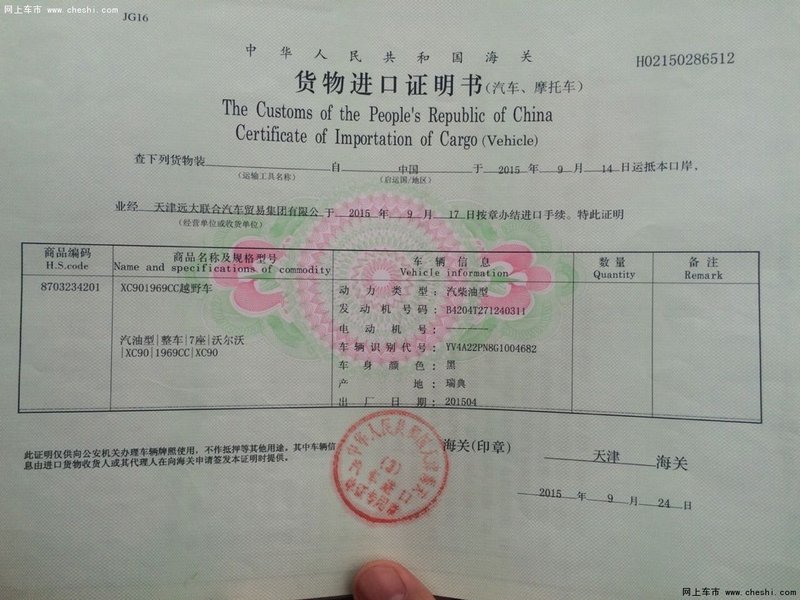 网上车市 www.cheshi.com
JG16
中华人民共和国海关
H02150286512
货物进口证明书(汽车、摩托车)
The Customs of the People's Republic of China
Certificate of Importation of Cargo (Vehicle)
查下列货物装 自 中国 于 2015 年 9 月 14 日运抵本口岸,
(运输工具名称) (启运国/地区)
业经 天津远大联合汽车贸易集团有限公 于 2015 年 9 月 17 日按章办结进口手续。特此证明
(经营单位或收货单位)
商品编码 商品名称及规格型号 车辆信息 数量 备注
H.S.code Name and specifications of commodity Vehicle information Quantity Remark
8703234201 XC901969CC越野车 动力类型: 汽柴油型
发动机号码: B4204T271240311
电动机号: ———————
汽油型|整车|7座|沃尔沃 车辆识别代号: YV4A22PN8G1004682
|XC90|1969CC|XC90 车身颜色: 黑
产地: 瑞典
出厂日期: 201504
此证明仅供向公安机关办理车辆牌照使用,不作抵押等其他用途。其中车辆信
息由进口货物收货人或其代理人在向海关申请签发本证明时提供。
海关(印章) 天津 海关
2015 年 9 月 24 日
中华人民共和国天津海关
(3)
网上车市 www.cheshi.com